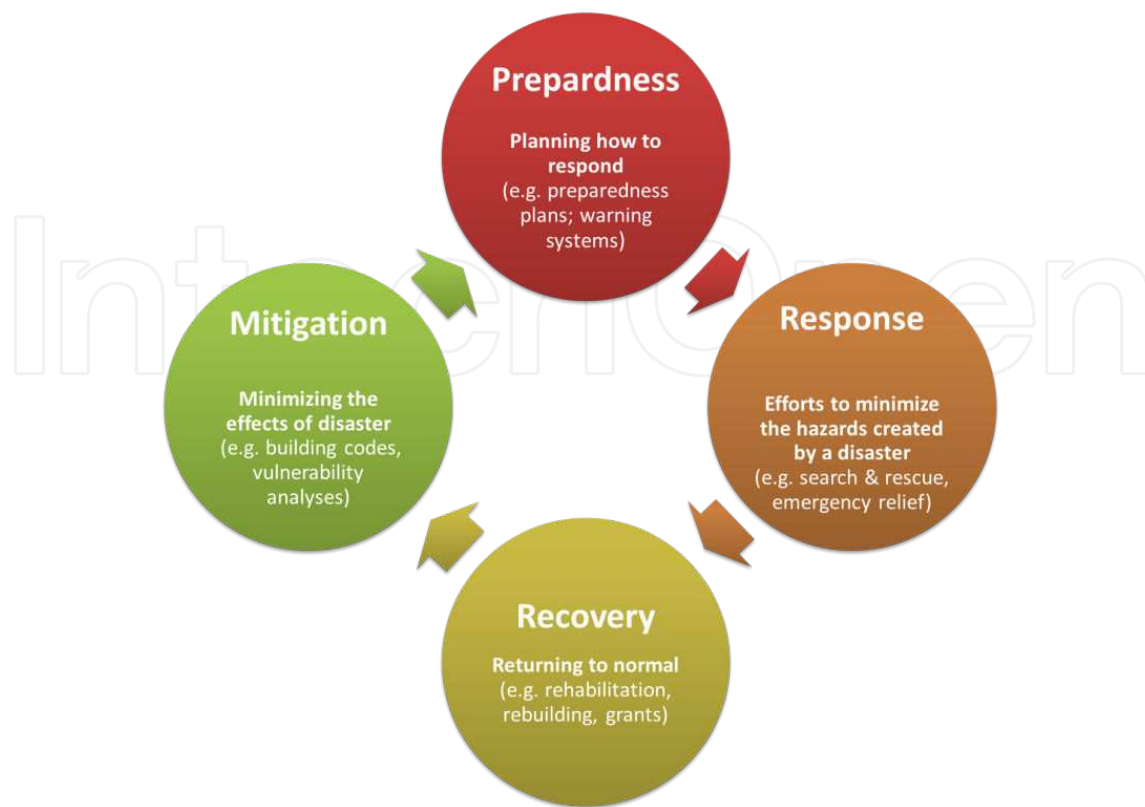 Prepardness
Planning how to
respond
(e.g. preparedness
plans; warning
systems)
Mitigation
Minimizing the
effects of disaster
(e.g. building codes,
vulnerability
analyses)
Response
Efforts to minimize
the hazards created
by a disaster
(e.g. search & rescue,
emergency relief)
Recovery
Returning to normal
(e.g. rehabilitation,
rebuilding, grants)
IntechOpen